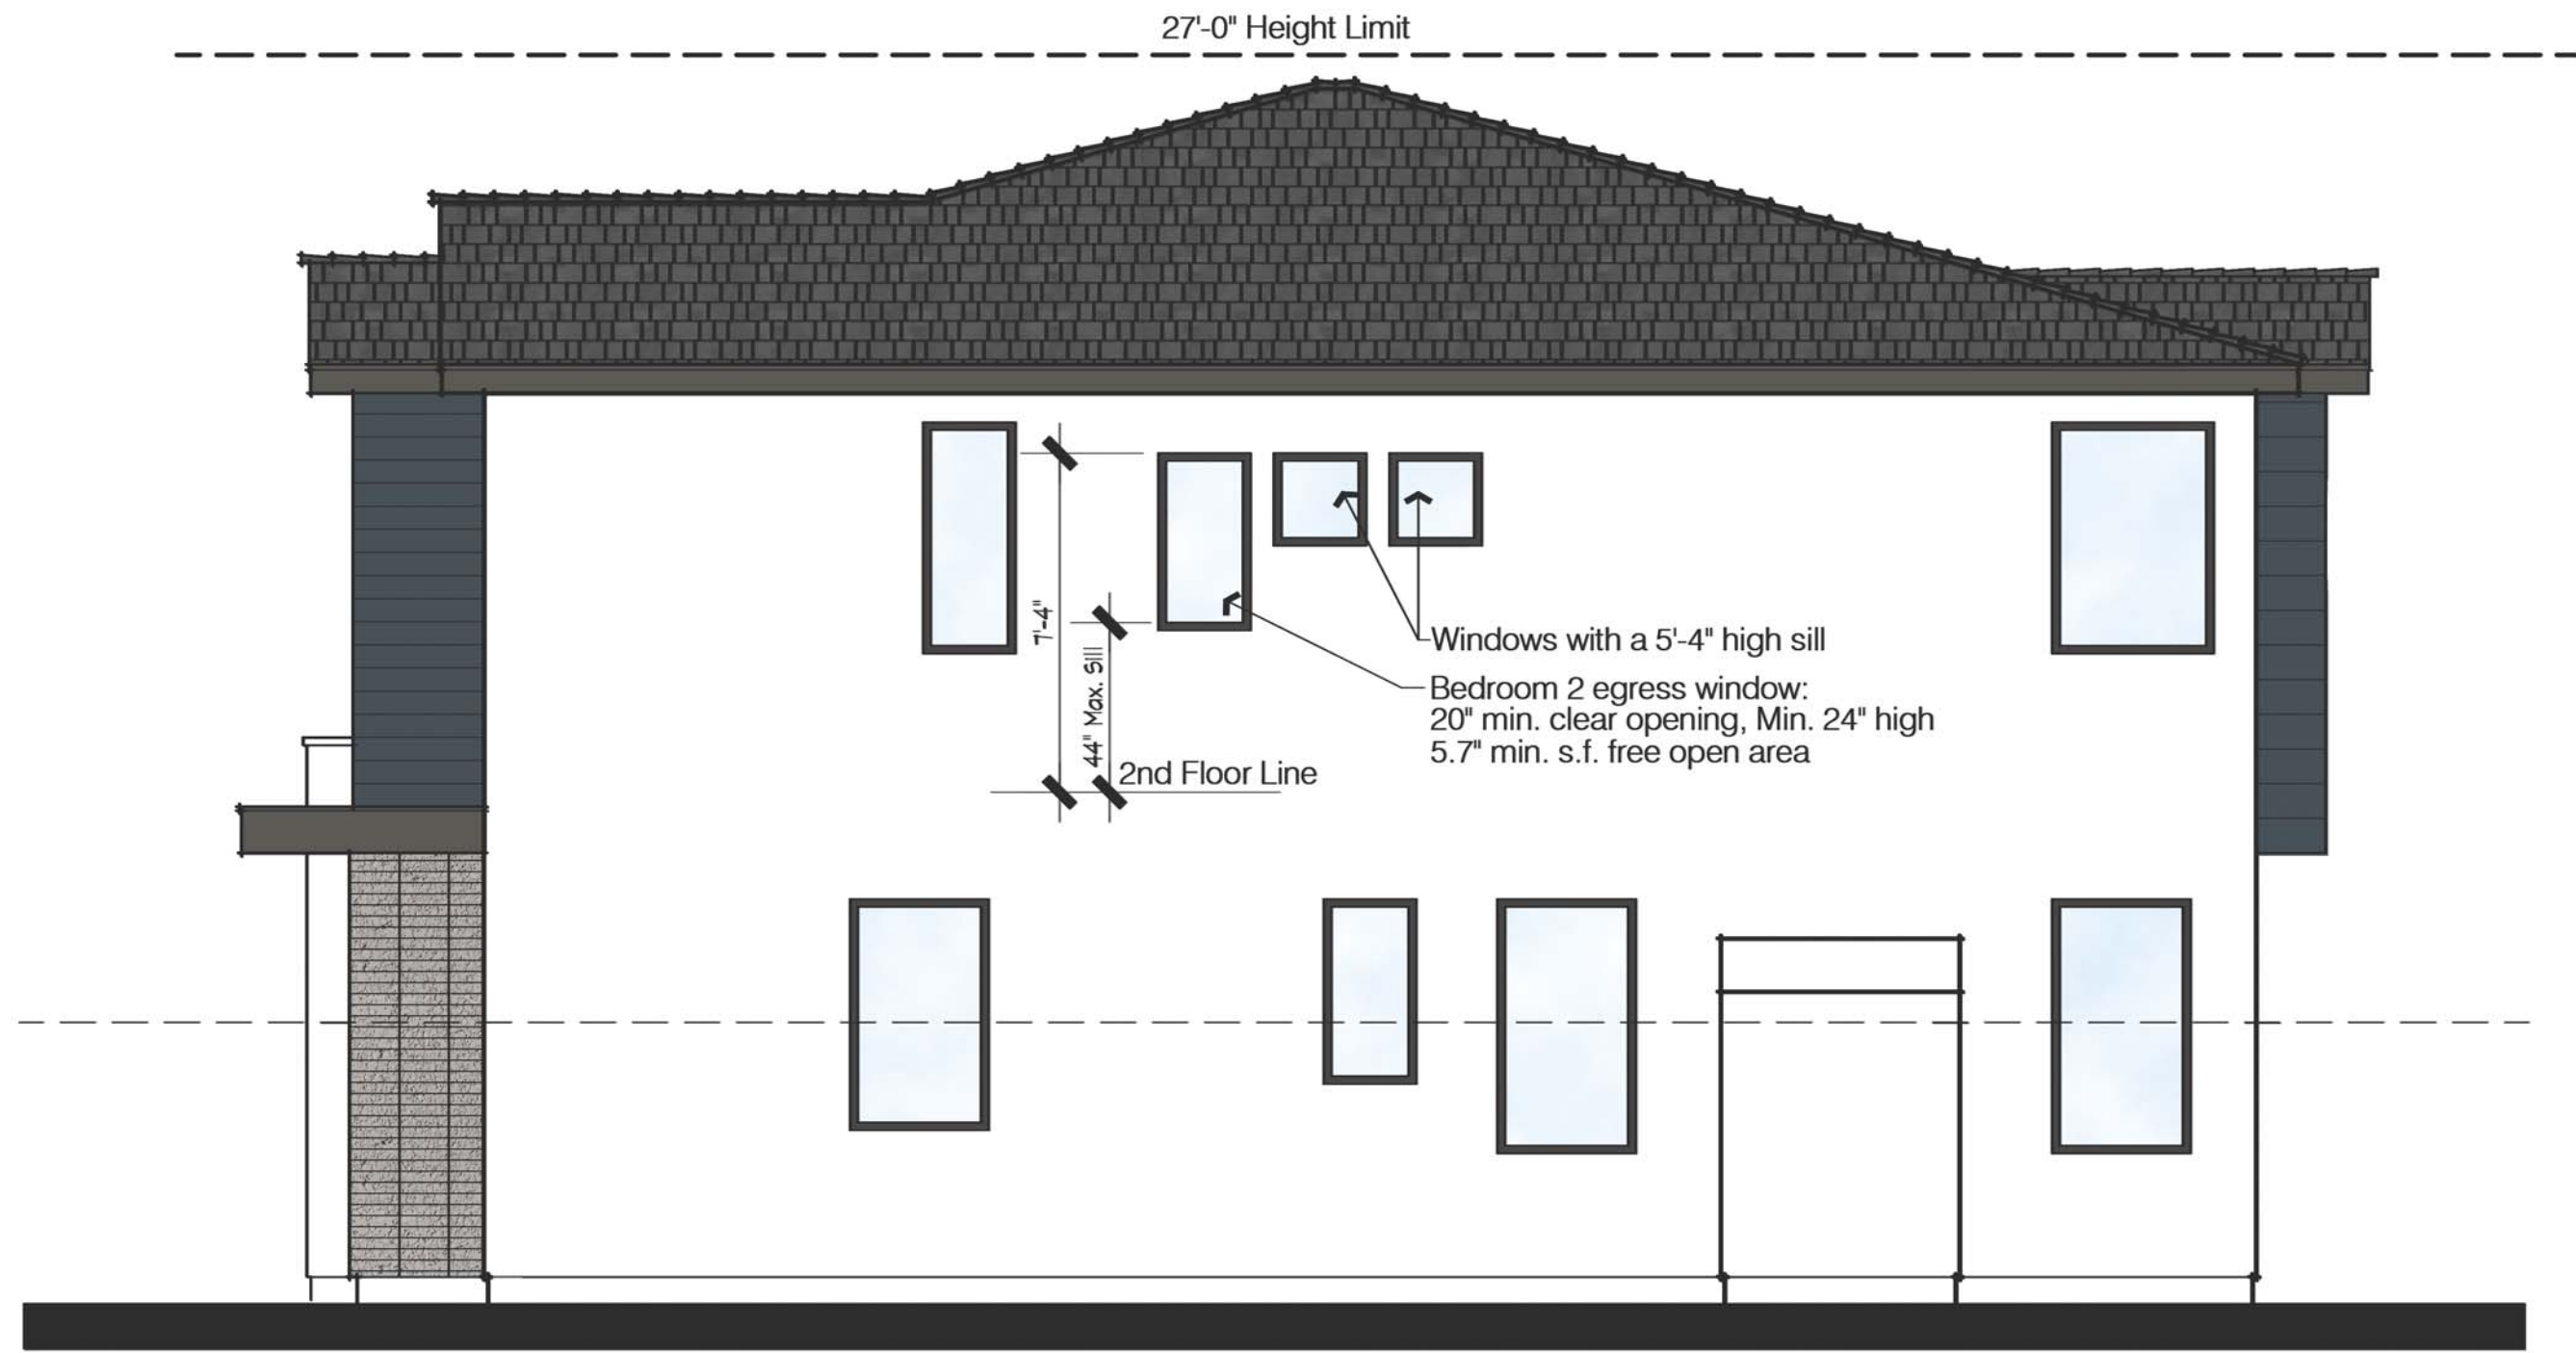 27'-0" Height Limit
7'-4"
44" Max. Sill
Windows with a 5'-4" high sill
Bedroom 2 egress window:
20" min. clear opening, Min. 24" high
5.7" min. s.f. free open area
2nd Floor Line